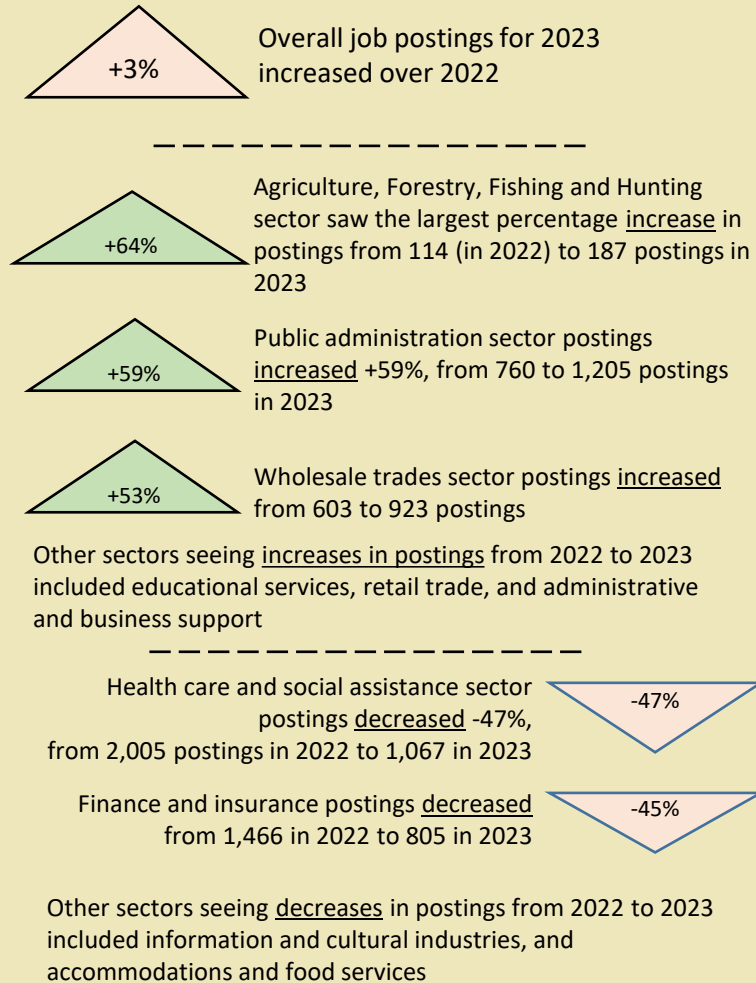 +3%
Overall job postings for 2023
increased over 2022
+64%
Agriculture, Forestry, Fishing and Hunting
sector saw the largest percentage increase in
postings from 114 (in 2022) to 187 postings in
2023
+59%
Public administration sector postings
increased +59%, from 760 to 1,205 postings
in 2023
+53%
Wholesale trades sector postings increased
from 603 to 923 postings
Other sectors seeing increases in postings from 2022 to 2023
included educational services, retail trade, and administrative
and business support
Health care and social assistance sector
postings decreased -47%,
from 2,005 postings in 2022 to 1,067 in 2023
-47%
Finance and insurance postings decreased
from 1,466 in 2022 to 805 in 2023
-45%
Other sectors seeing decreases in postings from 2022 to 2023
included information and cultural industries, and
accommodations and food services